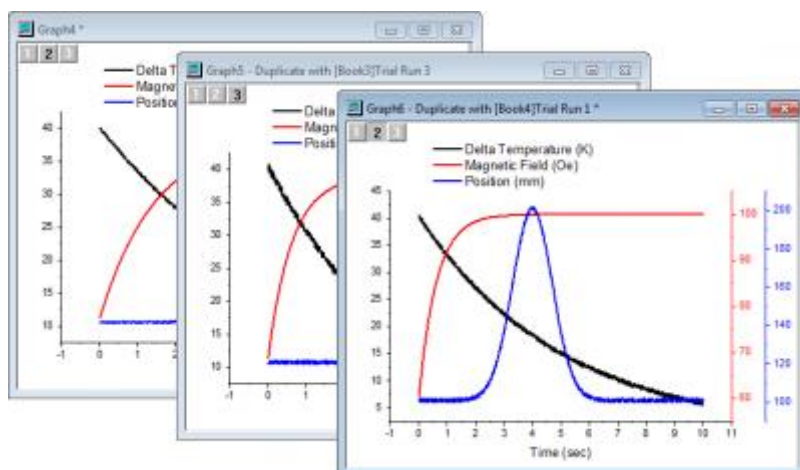 Graph4 *
1 2 3
Delta T
Magne
Position
40
35
30
25
20
15
10
-1 0 1 2
Graph5 - Duplicate with [Book3]Trial Run 3
1 2 3
Delta
Magn
Positi
40
35
30
25
20
15
10
-1 0 1
Graph6 - Duplicate with [Book4]Trial Run 1 *
1 2 3
Delta Temperature (K)
Magnetic Field (Oe)
Position (mm)
45
40
35
30
25
20
15
10
5
100
90
80
70
60
200
180
160
140
120
100
-1 0 1 2 3 4 5 6 7 8 9 10 11
Time (sec)